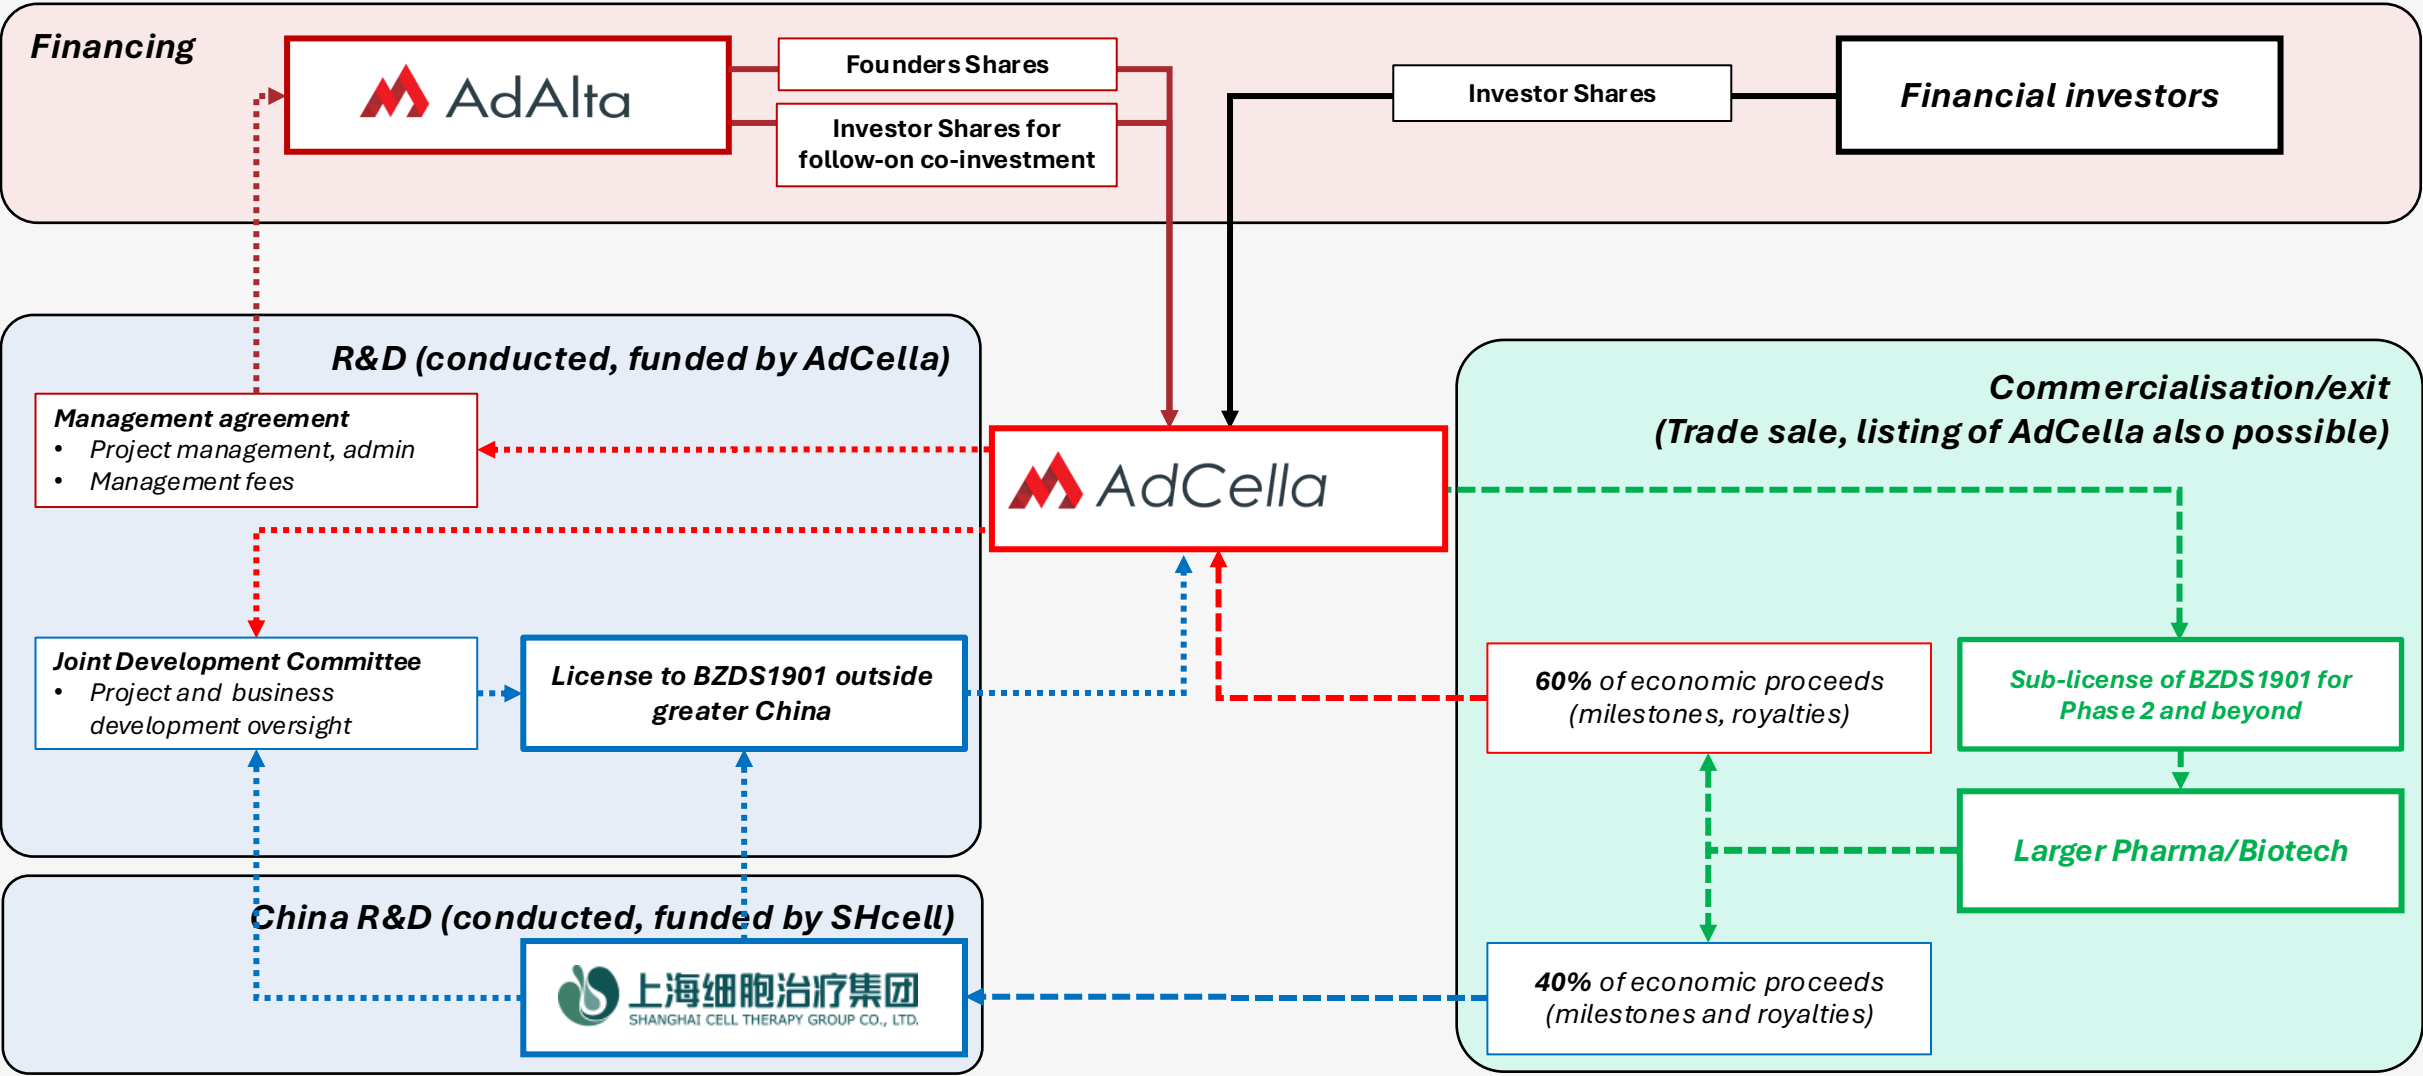 Financing
AdAlta
Founders Shares
Investor Shares for
follow-on co-investment
Investor Shares
Financial investors
R&D (conducted, funded by AdCella)
Management agreement
• Project management, admin
• Management fees
AdCella
Joint Development Committee
• Project and business
development oversight
License to BZDS1901 outside
greater China
China R&D (conducted, funded by SHcell)
上海细胞治疗集团
SHANGHAI CELL THERAPY GROUP CO., LTD.
Commercialisation/exit
(Trade sale, listing of AdCella also possible)
60% of economic proceeds
(milestones, royalties)
Sub-license of BZDS1901 for
Phase 2 and beyond
Larger Pharma/Biotech
40% of economic proceeds
(milestones and royalties)